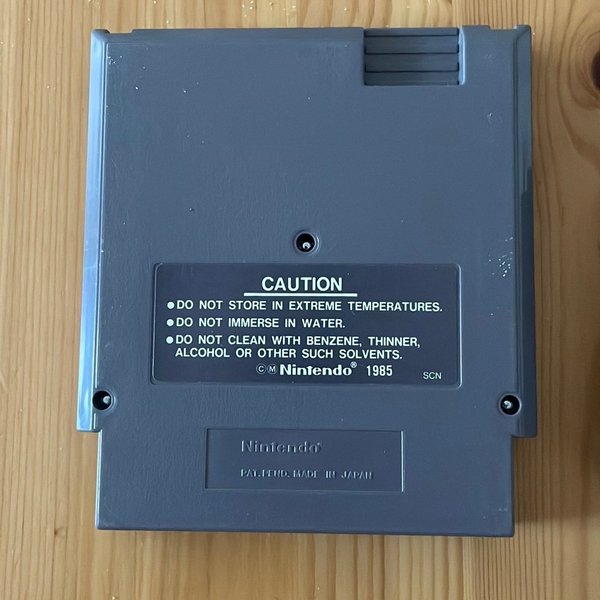 CAUTION
●DO NOT STORE IN EXTREME TEMPERATURES.
●DO NOT IMMERSE IN WATER.
●DO NOT CLEAN WITH BENZENE, THINNER,
ALCOHOL OR OTHER SUCH SOLVENTS.
ⒸⓂ Nintendo® 1985 SCN
Nintendo®
PAT. PEND. MADE IN JAPAN